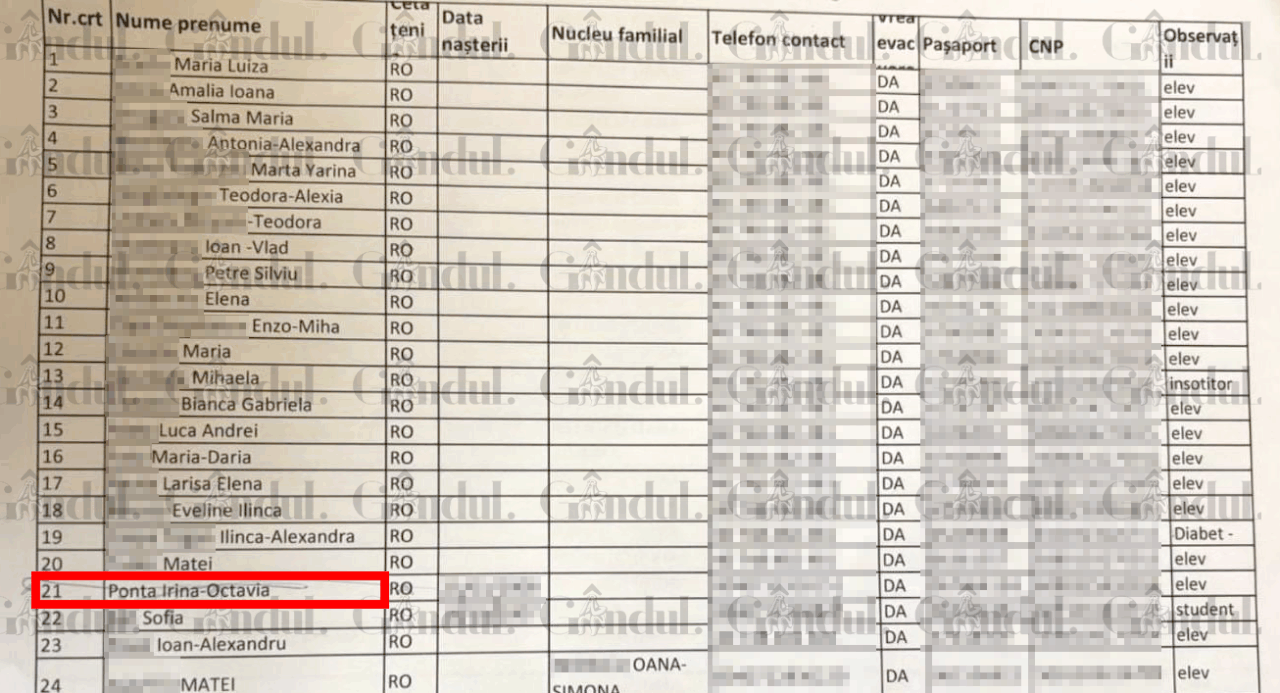 Nr.crt Nume prenume Ceta țeni Data nașterii Nucleu familial Telefon contact Vrea evac Pașaport CNP Observaț ii
1 Maria Luiza RO DA elev
2 Amalia Ioana RO DA elev
3 Salma Maria RO DA elev
4 Antonia-Alexandra RO DA elev
5 Marta Yarina RO DA elev
6 Teodora-Alexia RO DA elev
7 -Teodora RO DA elev
8 Ioan -Vlad RO DA elev
9 Petre Silviu RO DA elev
10 Elena RO DA elev
11 Enzo-Miha RO DA elev
12 Maria RO DA elev
13 Mihaela RO DA insotitor
14 Bianca Gabriela RO DA elev
15 Luca Andrei RO DA elev
16 Maria-Daria RO DA elev
17 Larisa Elena RO DA elev
18 Eveline Ilinca RO DA elev
19 Ilinca-Alexandra RO DA Diabet -
20 Matei RO DA elev
21 Ponta Irina-Octavia RO DA elev
22 Sofia RO DA student
23 Ioan-Alexandru RO DA elev
24 MATEI RO OANA-SIMONA DA elev
Gândul.